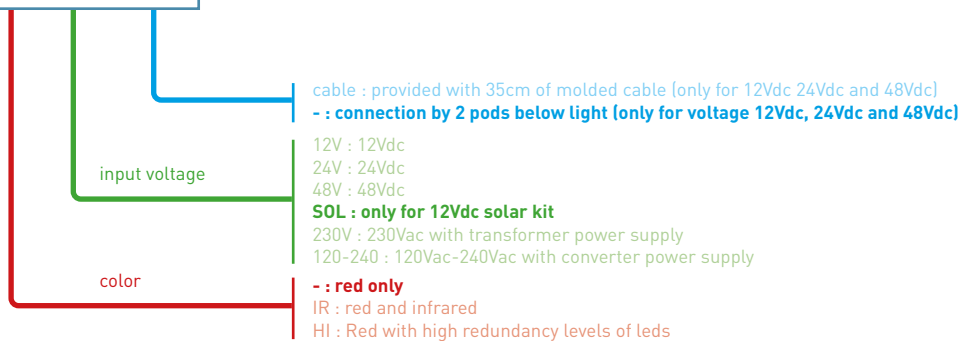 cable : provided with 35cm of molded cable (only for 12Vdc 24Vdc and 48Vdc)
- : connection by 2 pods below light (only for voltage 12Vdc, 24Vdc and 48Vdc)
input voltage
12V : 12Vdc
24V : 24Vdc
48V : 48Vdc
SOL : only for 12Vdc solar kit
230V : 230Vac with transformer power supply
120-240 : 120Vac-240Vac with converter power supply
color
- : red only
IR : red and infrared
HI : Red with high redundancy levels of leds